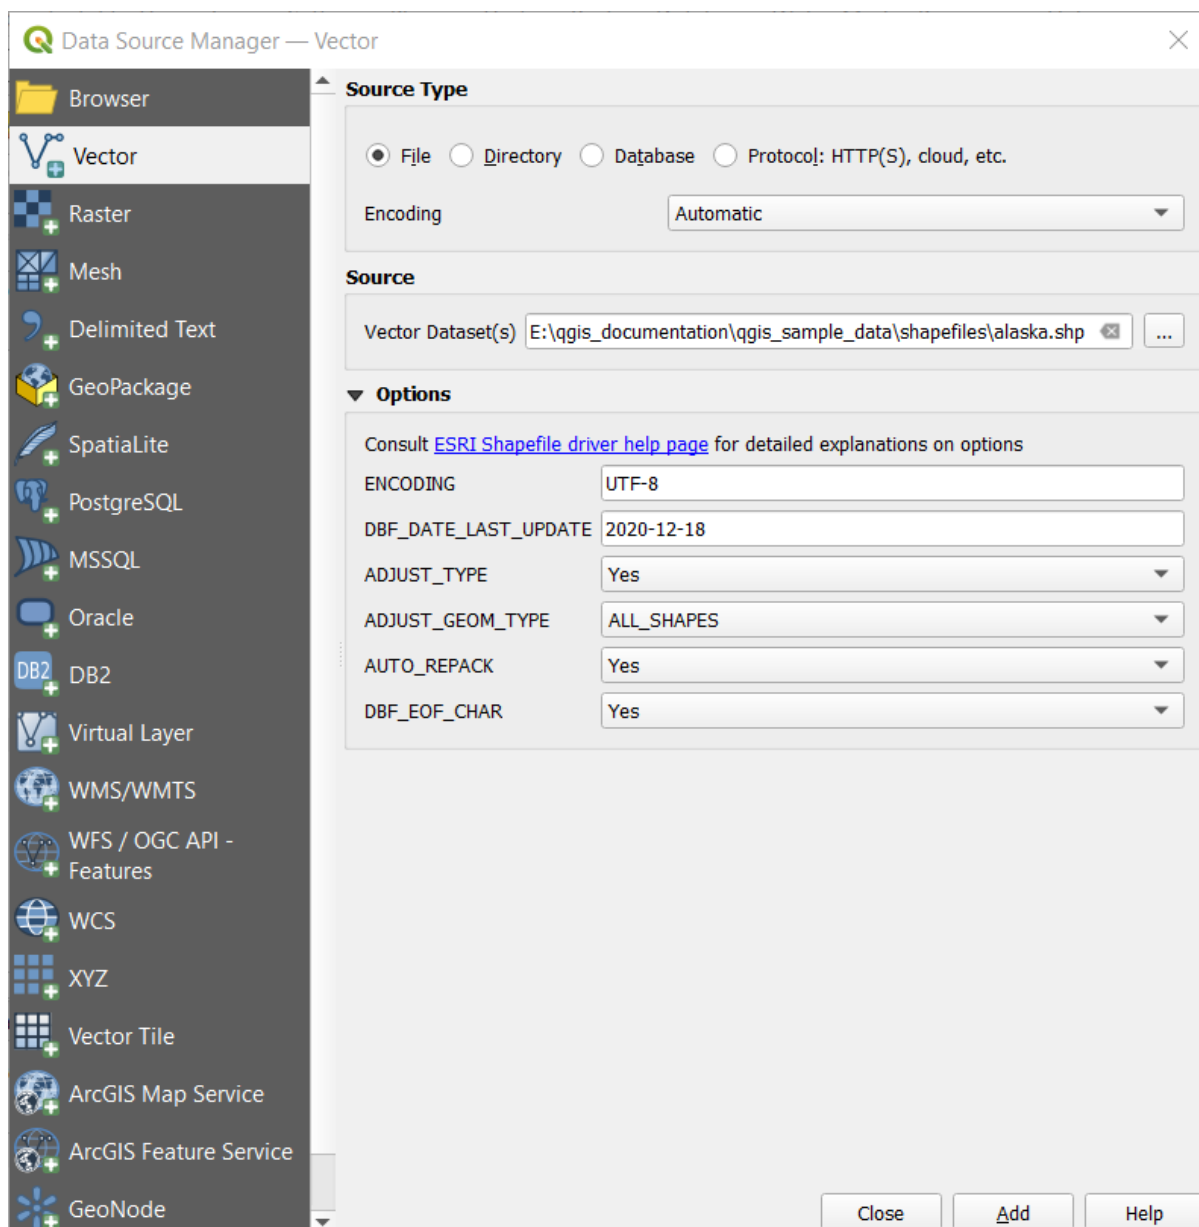 Data Source Manager — Vector
Browser
Vector
Raster
Mesh
Delimited Text
GeoPackage
SpatiaLite
PostgreSQL
MSSQL
Oracle
DB2 DB2
Virtual Layer
WMS/WMTS
WFS / OGC API -
Features
WCS
XYZ
Vector Tile
ArcGIS Map Service
ArcGIS Feature Service
GeoNode
Source Type
File Directory Database Protocol: HTTP(S), cloud, etc.
Encoding Automatic
Source
Vector Dataset(s) E:\qgis_documentation\qgis_sample_data\shapefiles\alaska.shp ...
Options
Consult ESRI Shapefile driver help page for detailed explanations on options
ENCODING UTF-8
DBF_DATE_LAST_UPDATE 2020-12-18
ADJUST_TYPE Yes
ADJUST_GEOM_TYPE ALL_SHAPES
AUTO_REPACK Yes
DBF_EOF_CHAR Yes
Close Add Help